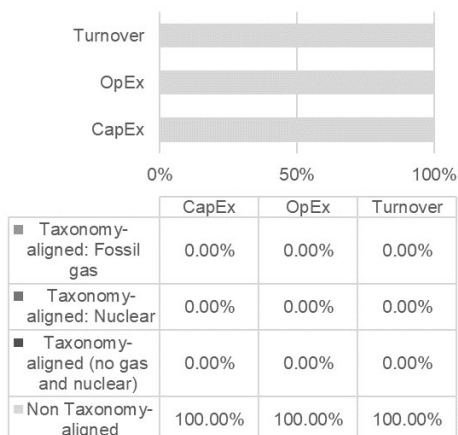 Turnover
OpEx
CapEx
0% 50% 100%
CapEx OpEx Turnover
Taxonomy-
aligned: Fossil
gas
0.00% 0.00% 0.00%
Taxonomy-
aligned: Nuclear
0.00% 0.00% 0.00%
Taxonomy-
aligned (no gas
and nuclear)
0.00% 0.00% 0.00%
Non Taxonomy-
aligned
100.00% 100.00% 100.00%